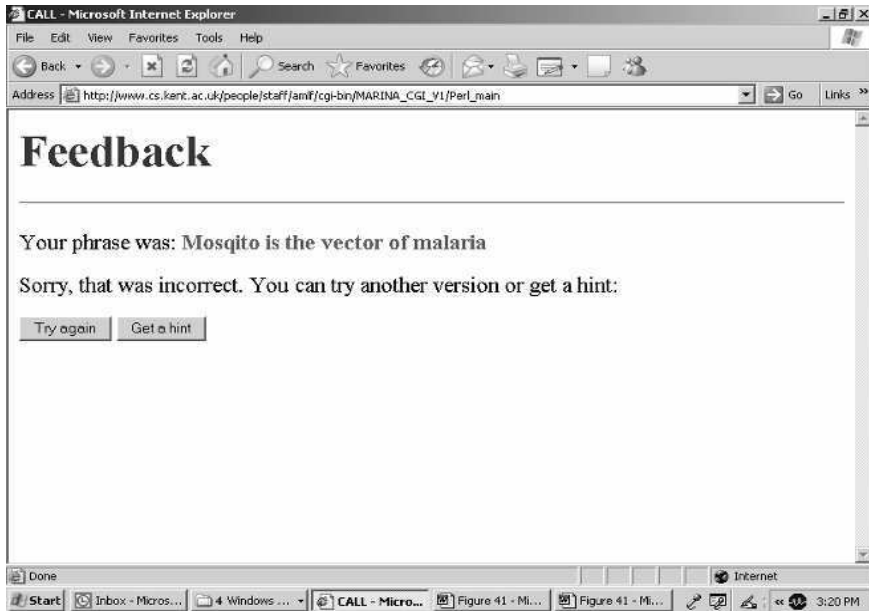 CALL - Microsoft Internet Explorer
File Edit View Favorites Tools Help
Back Search Favorites
Address http://www.cs.kent.ac.uk/people/staff/amf/cgi-bin/MARINA_CGI_V1/Perl_main Go Links »
Feedback
Your phrase was: Mosqito is the vector of malaria
Sorry, that was incorrect. You can try another version or get a hint:
Try again Get a hint
Done Internet
Start Inbox - Micros... 4 Windows ... CALL - Micro... Figure 41 - Mi... Figure 41 - Mi... « 3:20 PM